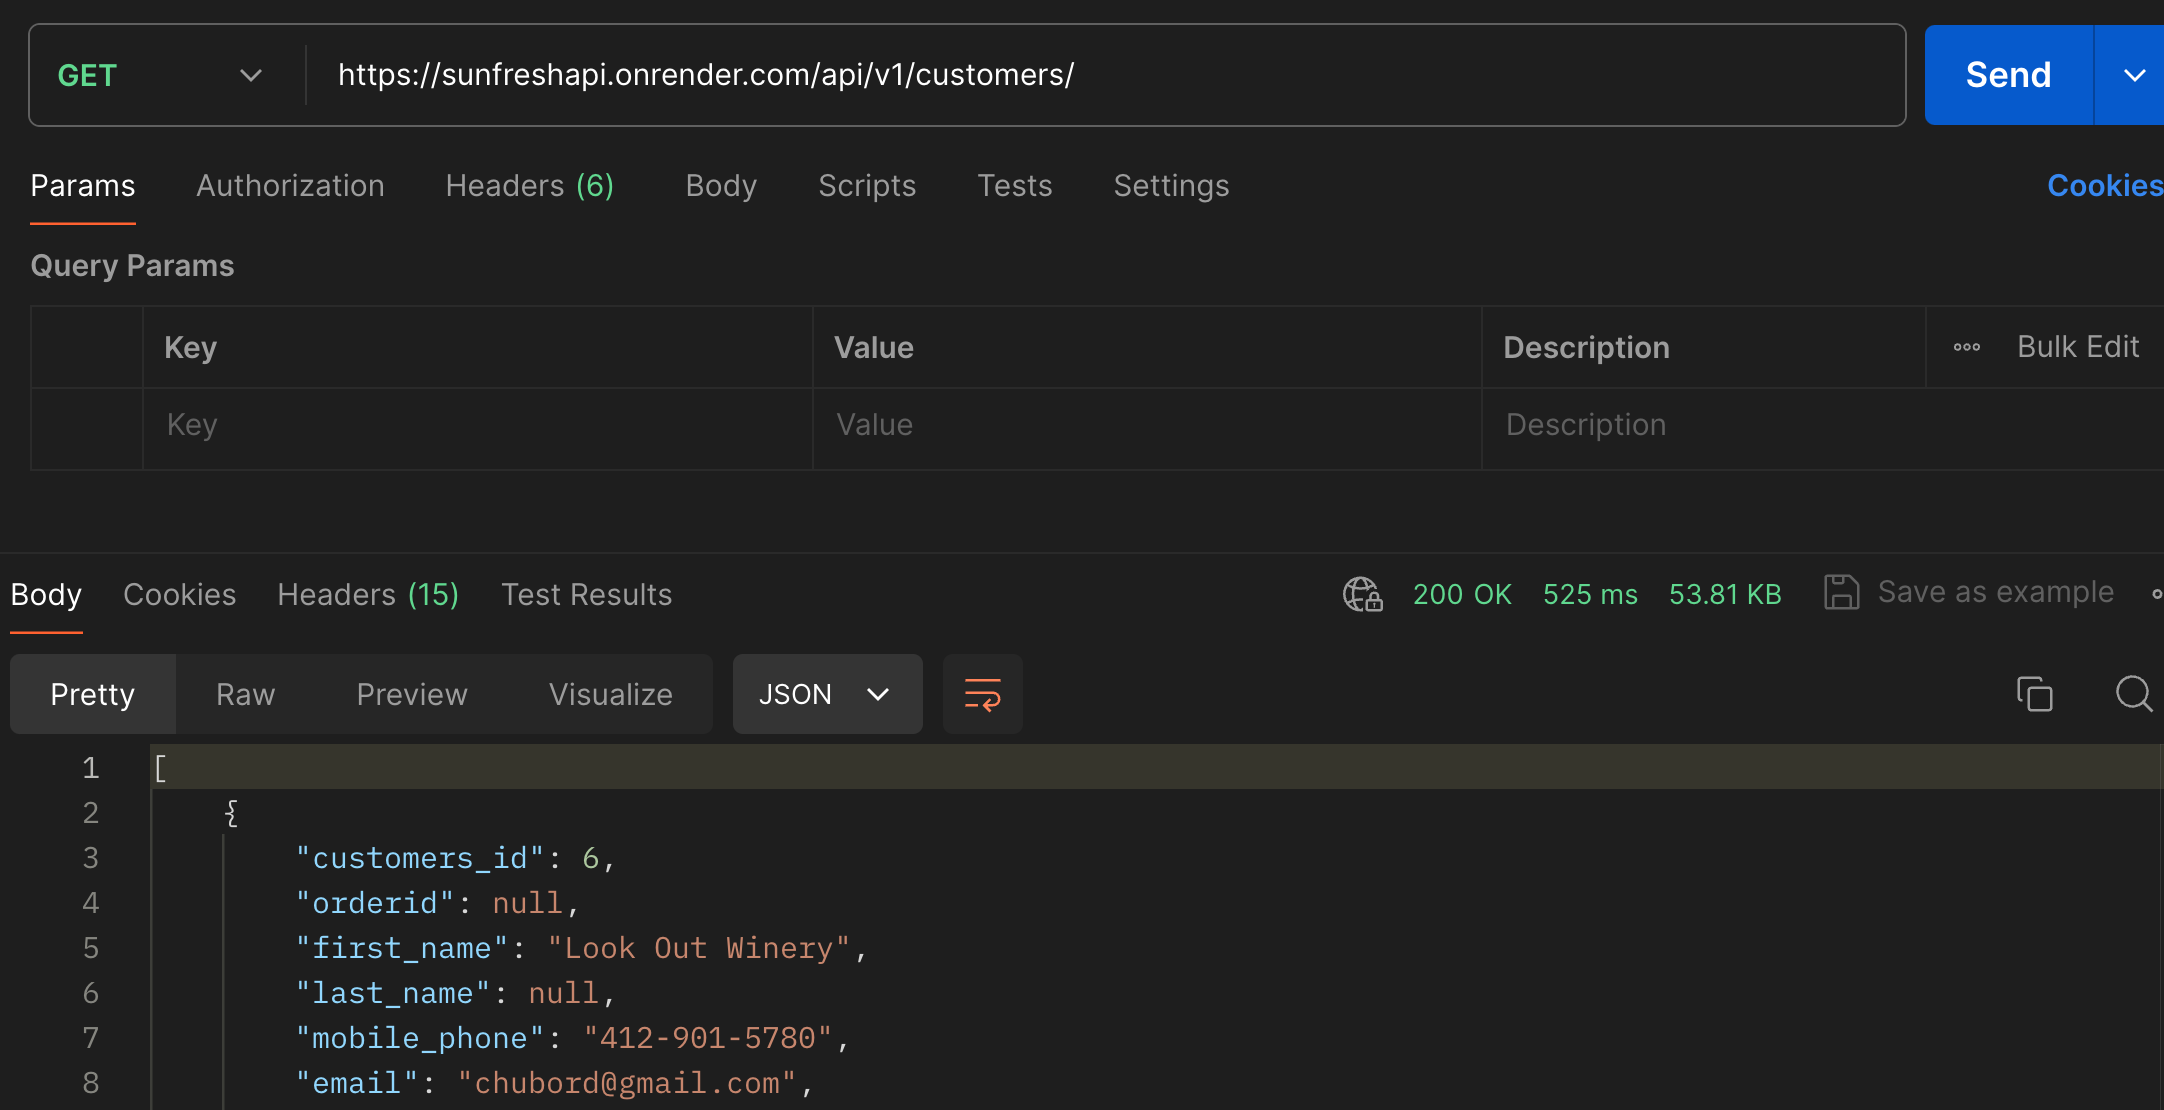 GET https://sunfreshapi.onrender.com/api/v1/customers/ Send
Params Authorization Headers (6) Body Scripts Tests Settings Cookies
Query Params
Key Value Description Bulk Edit
Key Value Description
Body Cookies Headers (15) Test Results 200 OK 525 ms 53.81 KB Save as example
Pretty Raw Preview Visualize JSON
1 [
2 {
3 "customers_id": 6,
4 "orderid": null,
5 "first_name": "Look Out Winery",
6 "last_name": null,
7 "mobile_phone": "412-901-5780",
8 "email": "chubord@gmail.com",